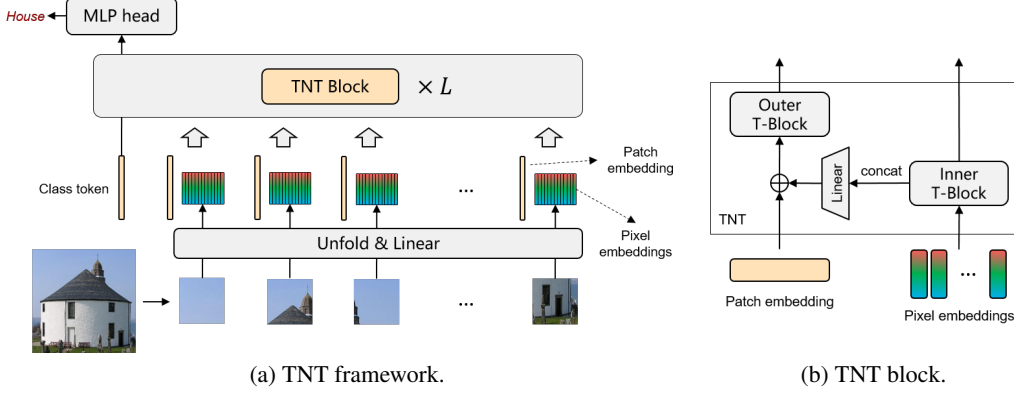 House
MLP head
TNT Block
× L
Class token
...
Patch
embedding
Pixel
embeddings
Unfold & Linear
...
(a) TNT framework.
Outer
T-Block
Linear
concat
Inner
T-Block
TNT
...
Patch embedding
Pixel embeddings
(b) TNT block.